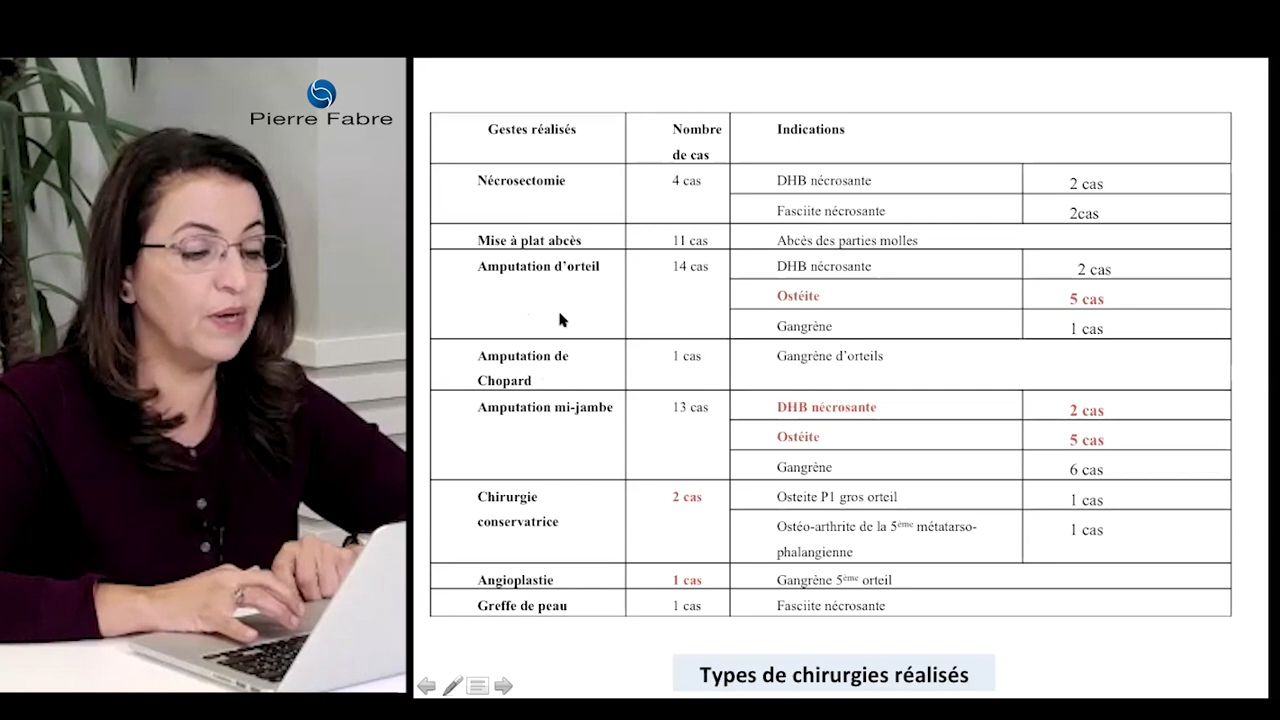 Pierre Fabre
Gestes réalisés Nombre de cas Indications
Nécrosectomie 4 cas DHB nécrosante 2 cas
Fasciite nécrosante 2cas
Mise à plat abcès 11 cas Abcès des parties molles
Amputation d’orteil 14 cas DHB nécrosante 2 cas
Ostéite 5 cas
Gangrène 1 cas
Amputation de Chopard 1 cas Gangrène d’orteils
Amputation mi-jambe 13 cas DHB nécrosante 2 cas
Ostéite 5 cas
Gangrène 6 cas
Chirurgie conservatrice 2 cas Osteite P1 gros orteil 1 cas
Ostéo-arthrite de la 5ème métatarso-phalangienne 1 cas
Angioplastie 1 cas Gangrène 5ème orteil
Greffe de peau 1 cas Fasciite nécrosante
Types de chirurgies réalisés